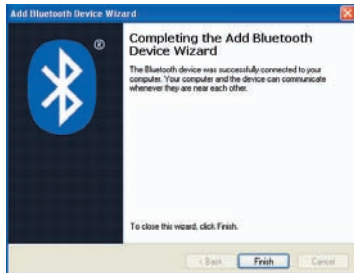 Add Bluetooth Device Wizard
®
Completing the Add Bluetooth
Device Wizard
The Bluetooth device was successfully connected to your
computer. Your computer and the device can communicate
whenever they are near each other.
To close this wizard, click Finish.
< Back
Finish
Cancel